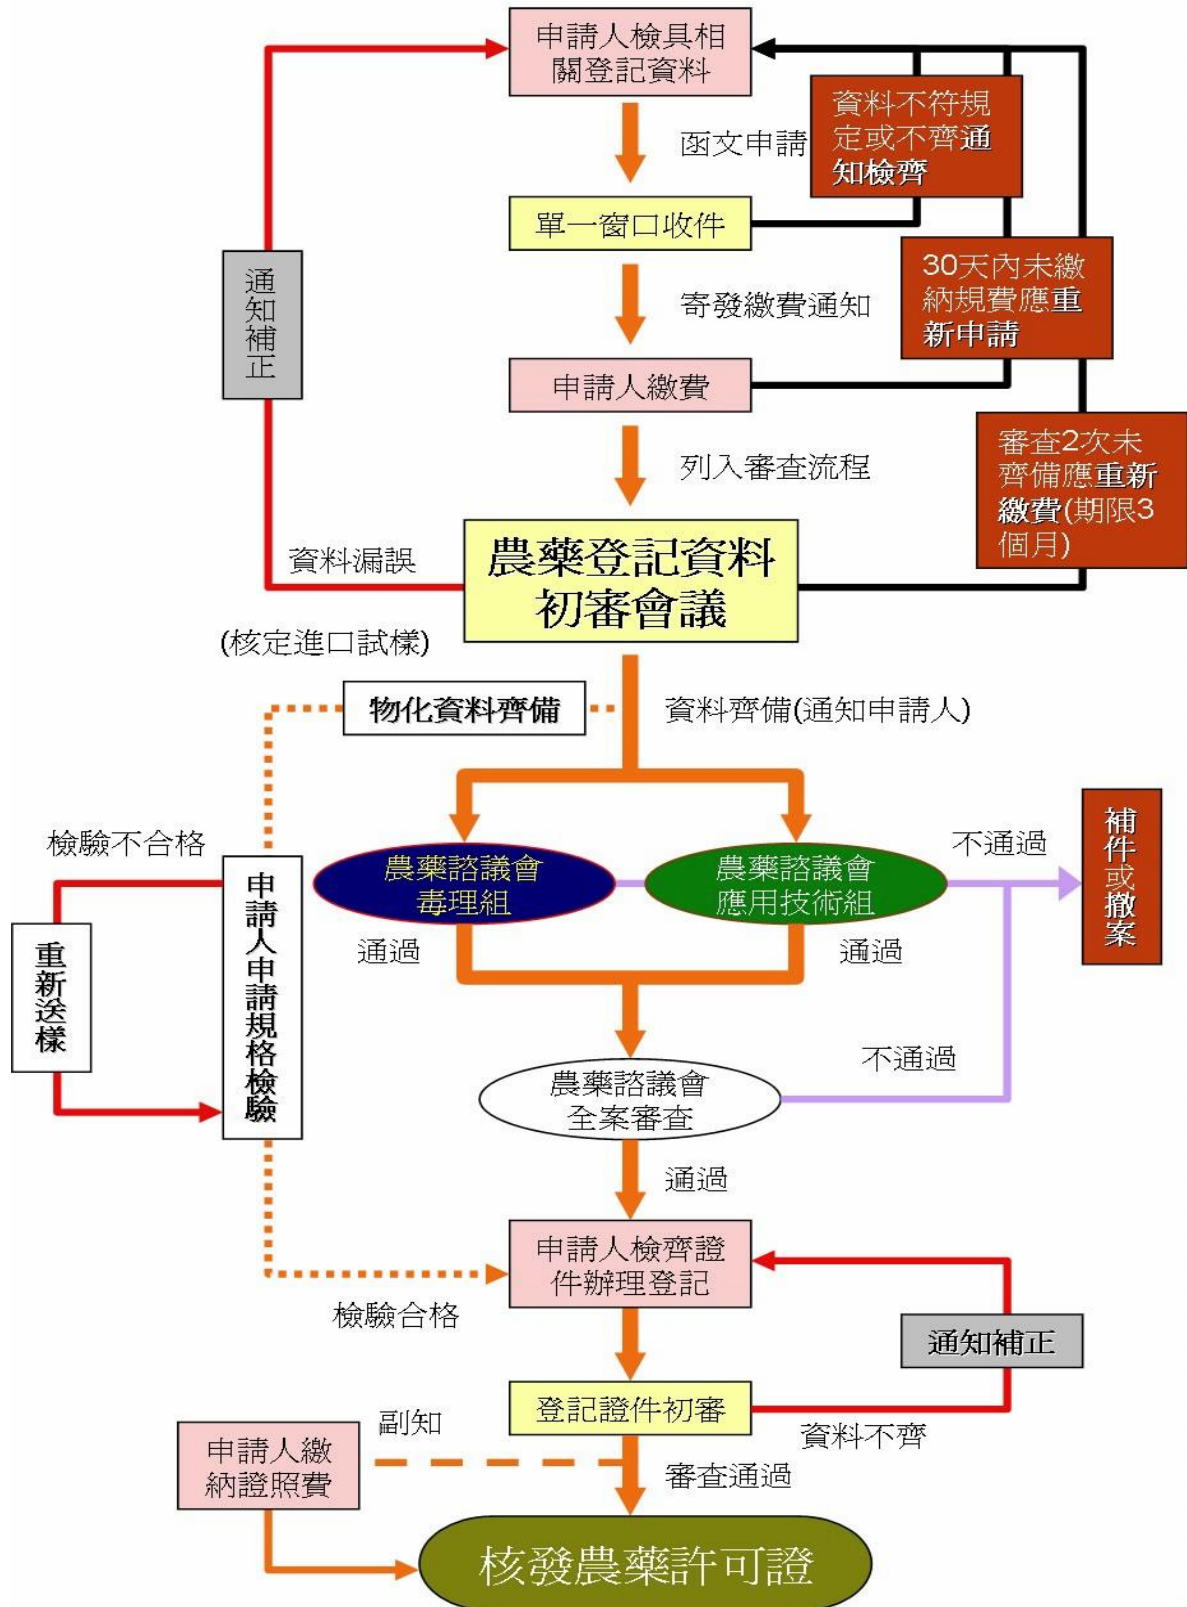 申請人檢具相
關登記資料
函文申請
資料不符規
定或不齊通
知檢齊
單一窗口收件
寄發繳費通知
30天內未繳
納規費應重
新申請
通知補正
申請人繳費
列入審查流程
審查2次未
齊備應重新
繳費(期限3
個月)
資料漏誤
農藥登記資料
初審會議
(核定進口試樣)
物化資料齊備
資料齊備(通知申請人)
檢驗不合格
農藥諮議會
毒理組
農藥諮議會
應用技術組
不通過
補件或撤案
通過
通過
申請人申請規格檢驗
重新送樣
農藥諮議會
全案審查
不通過
通過
申請人檢齊證
件辦理登記
檢驗合格
通知補正
登記證件初審
資料不齊
副知
申請人繳
納證照費
審查通過
核發農藥許可證